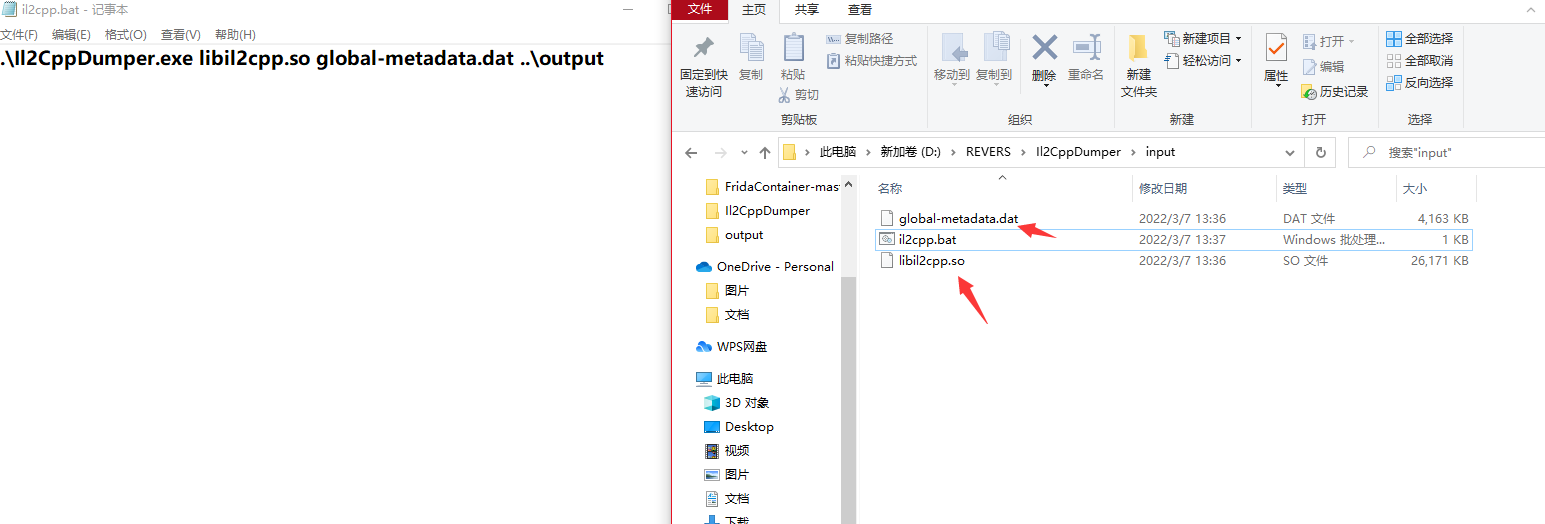 il2cpp.bat - 记事本
文件(F) 编辑(E) 格式(O) 查看(V) 帮助(H)
.\Il2CppDumper.exe libil2cpp.so global-metadata.dat ..\output
文件 主页 共享 查看
固定到快速访问
复制
粘贴
复制路径
粘贴快捷方式
剪切
剪贴板
移动到 复制到 删除 重命名
组织
新建文件夹
新建项目
轻松访问
新建
属性
打开
编辑
历史记录
打开
全部选择
全部取消
反向选择
选择
此电脑 新加卷 (D:) REVERS Il2CppDumper input
搜索"input"
FridaContainer-mas
Il2CppDumper
output
OneDrive - Personal
图片
文档
WPS网盘
此电脑
3D 对象
Desktop
视频
图片
文档
下载
名称 修改日期 类型 大小
global-metadata.dat 2022/3/7 13:36 DAT 文件 4,163 KB
il2cpp.bat 2022/3/7 13:37 Windows 批处理... 1 KB
libil2cpp.so 2022/3/7 13:36 SO 文件 26,171 KB